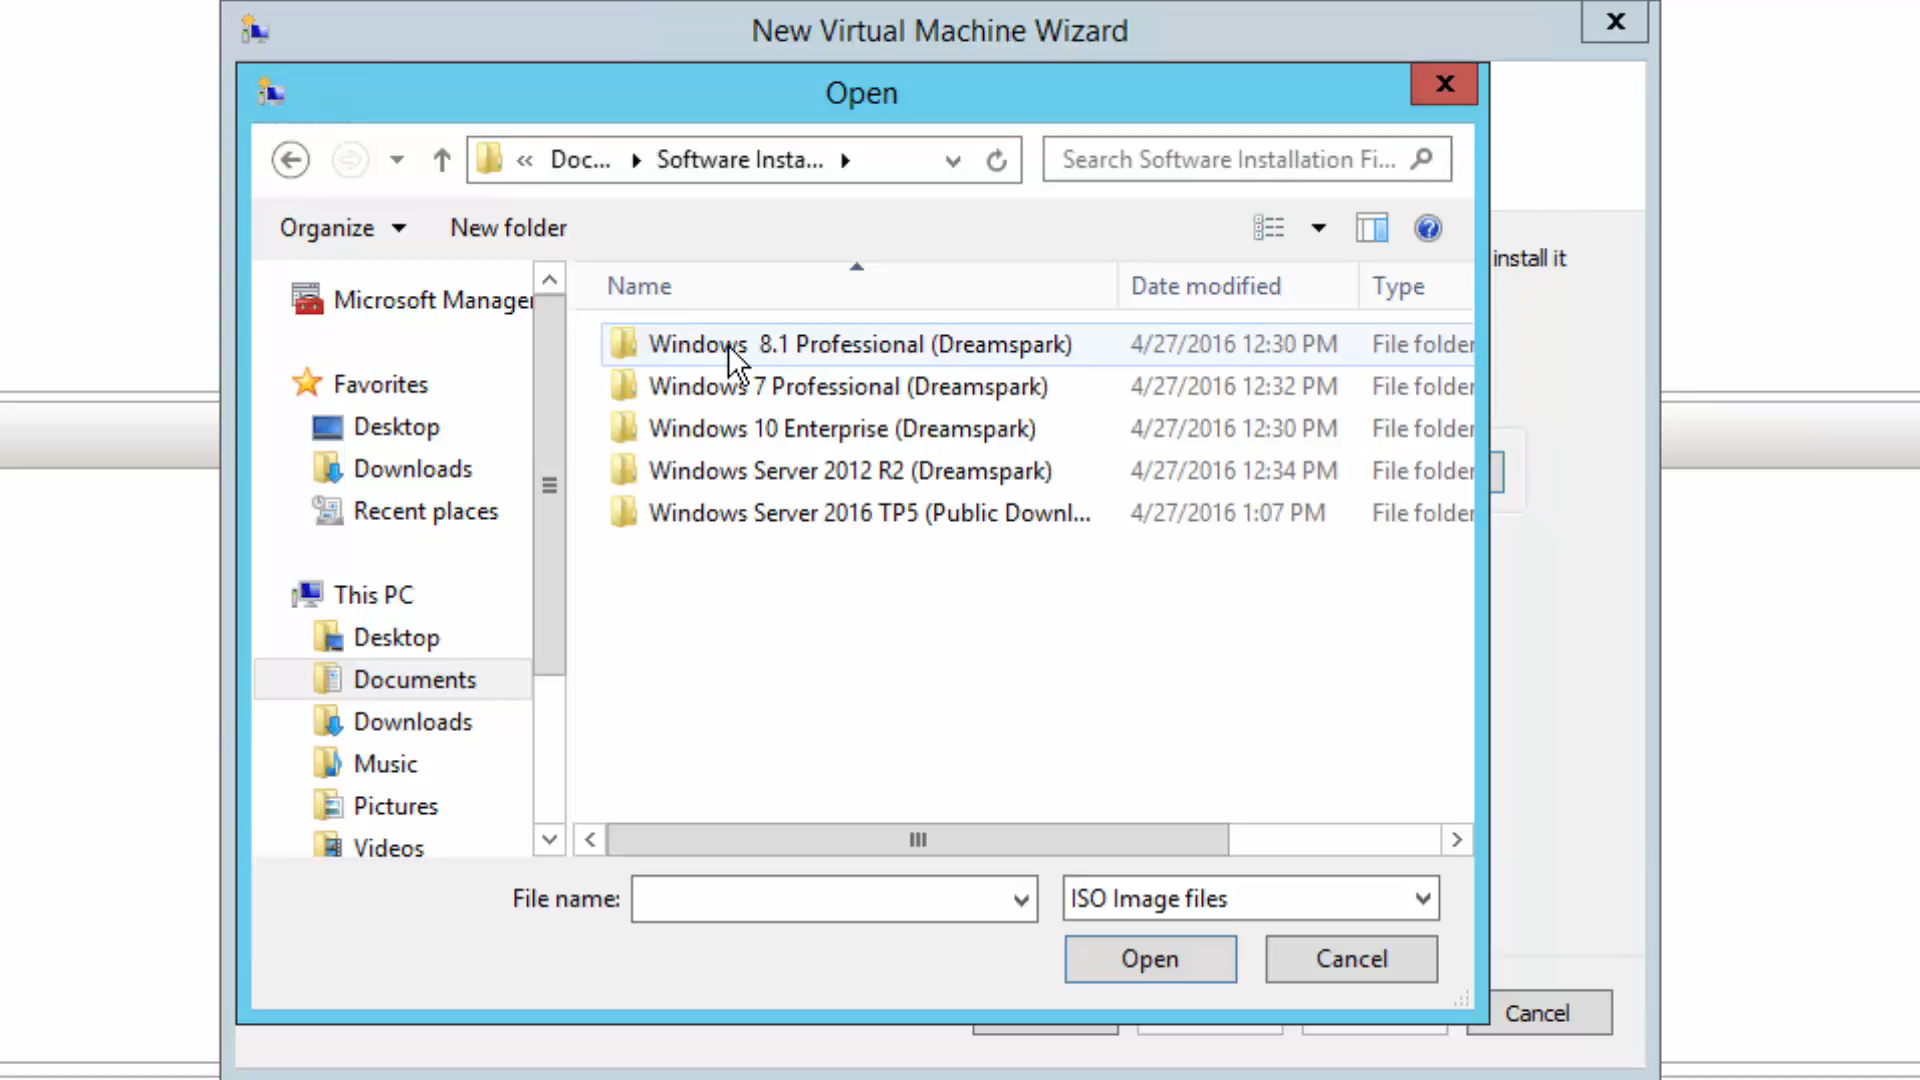 New Virtual Machine Wizard
X
Open
X
« Doc... Software Insta...
Search Software Installation Fi...
Organize
New folder
install it
Name
Date modified
Type
Microsoft Manager
Windows  8.1 Professional (Dreamspark) 4/27/2016 12:30 PM File folder
Windows 7 Professional (Dreamspark) 4/27/2016 12:32 PM File folder
Windows 10 Enterprise (Dreamspark) 4/27/2016 12:30 PM File folder
Windows Server 2012 R2 (Dreamspark) 4/27/2016 12:34 PM File folder
Windows Server 2016 TP5 (Public Downl... 4/27/2016 1:07 PM File folder
Favorites
Desktop
Downloads
Recent places
This PC
Desktop
Documents
Downloads
Music
Pictures
Videos
File name:
ISO Image files
Open
Cancel
Cancel